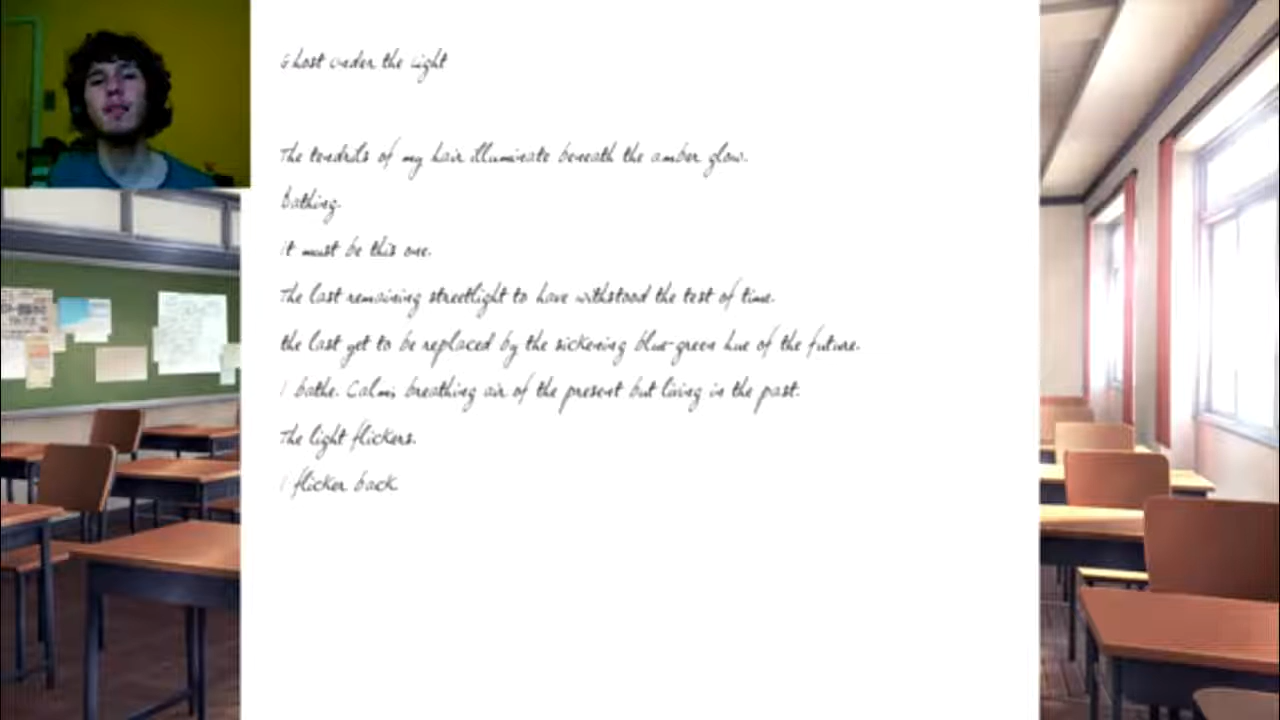 Ghost under the Light
The tendrils of my hair illuminate beneath the amber glow.
Bathing.
It must be this one.
The last remaining streetlight to have withstood the test of time.
the last yet to be replaced by the sickening blue-green hue of the future.
I bathe. Calm; breathing air of the present but living in the past.
The light flickers.
I flicker back.